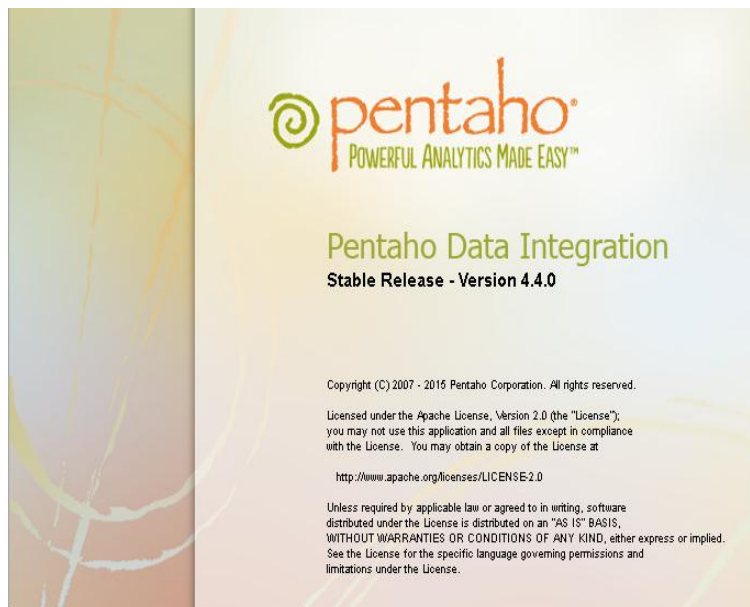 pentaho®
POWERFUL ANALYTICS MADE EASY™
Pentaho Data Integration
Stable Release - Version 4.4.0
Copyright (C) 2007 - 2015 Pentaho Corporation. All rights reserved.
Licensed under the Apache License, Version 2.0 (the "License");
you may not use this application and all files except in compliance
with the License. You may obtain a copy of the License at
http://www.apache.org/licenses/LICENSE-2.0
Unless required by applicable law or agreed to in writing, software
distributed under the License is distributed on an "AS IS" BASIS,
WITHOUT WARRANTIES OR CONDITIONS OF ANY KIND, either express or implied.
See the License for the specific language governing permissions and
limitations under the License.